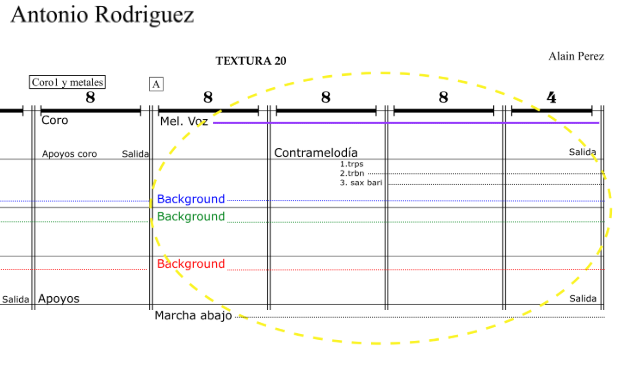 Antonio Rodriguez
TEXTURA 20
Alain Perez
Coro1 y metales
A
8 8 8 8 4
Coro
Mel. Voz
Apoyos coro Salida
Contramelodía
Salida
1.trps
2.trbn
3. sax bari
Background
Background
Background
Salida Apoyos
Salida
Marcha abajo